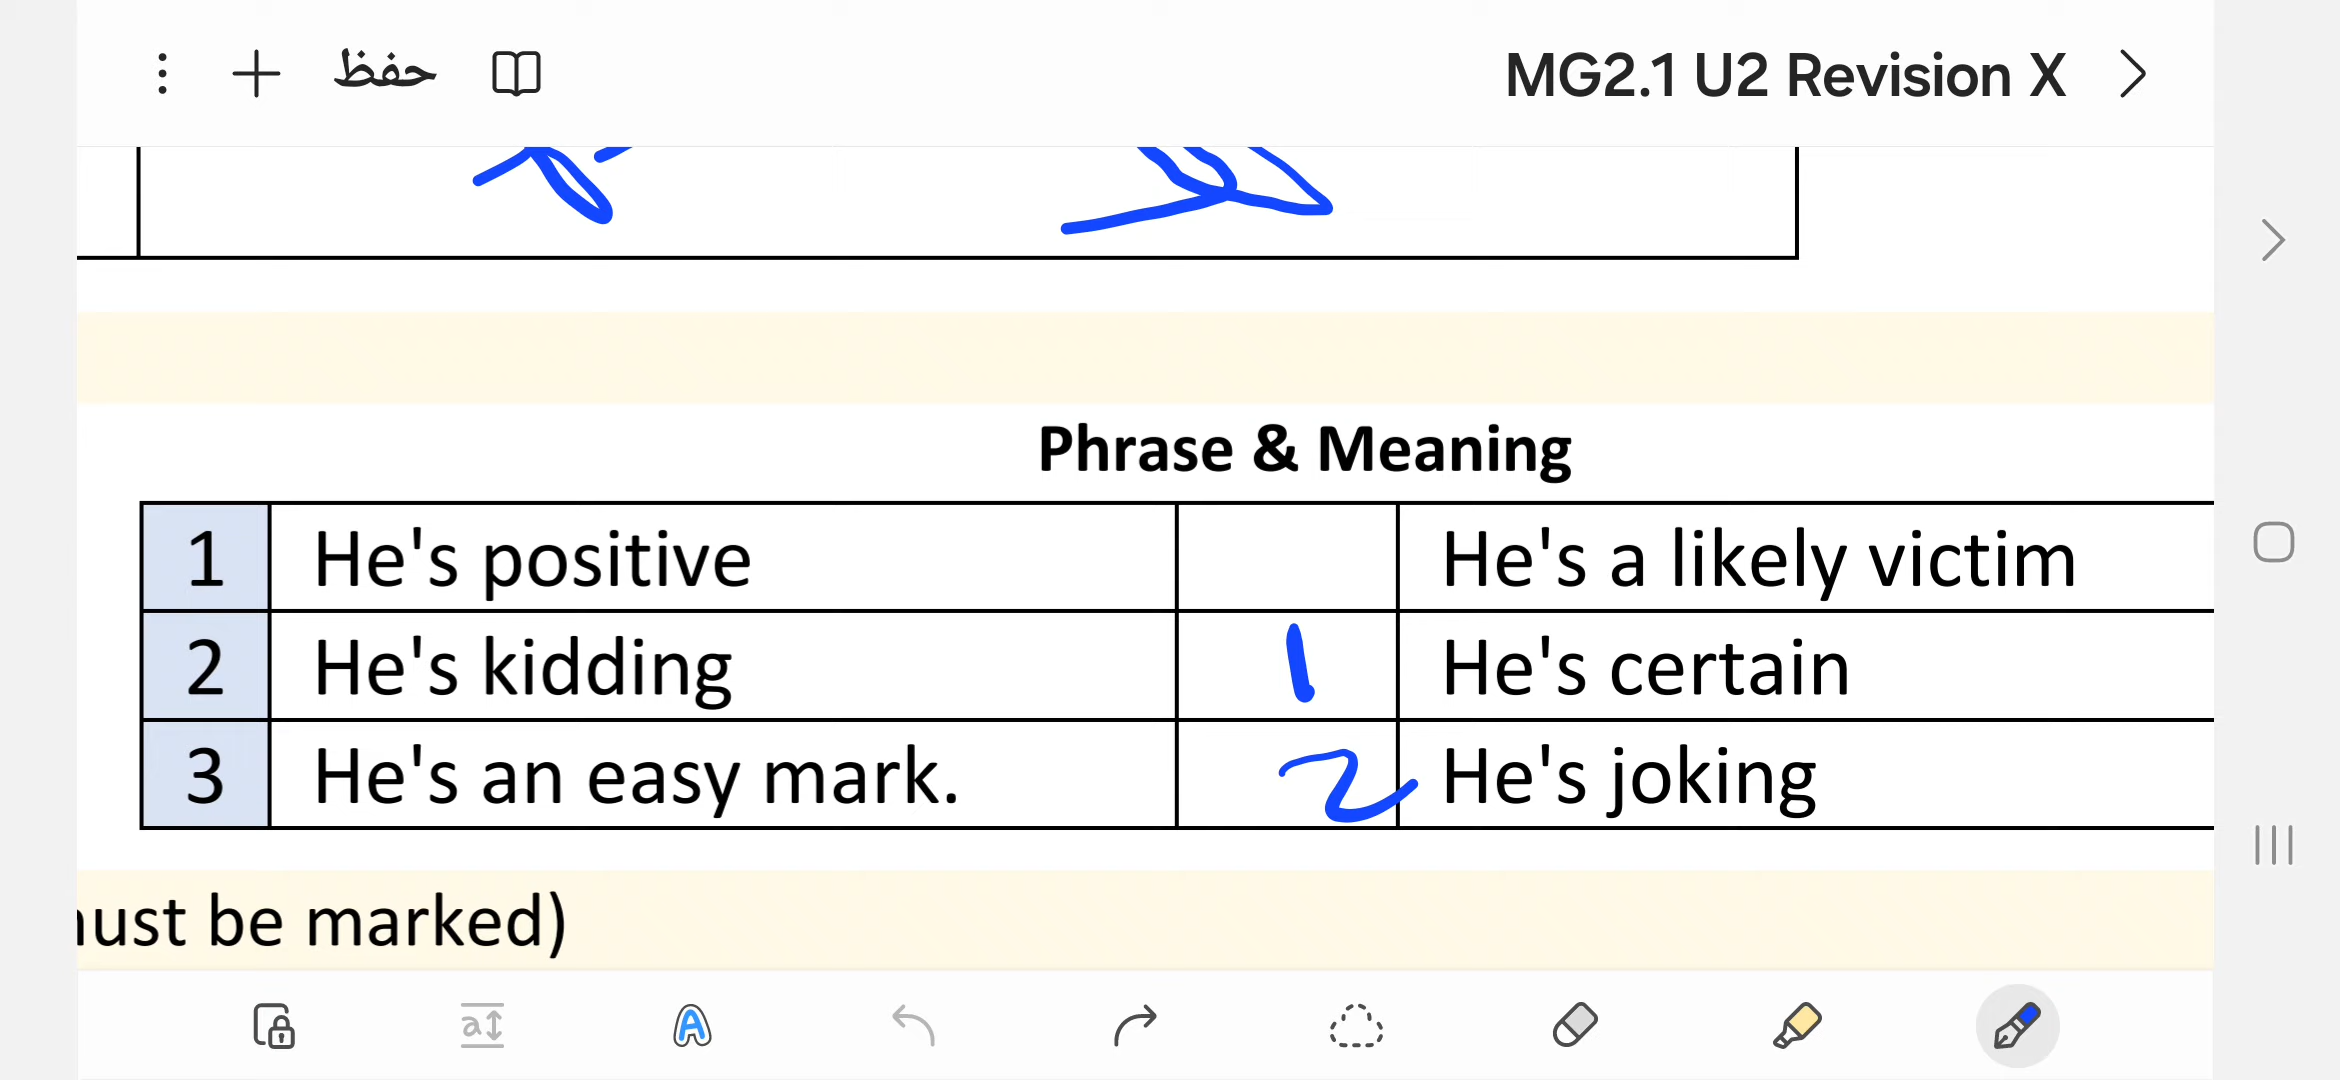 حفظ MG2.1 U2 Revision X
Phrase & Meaning
1 He's positive He's a likely victim
2 He's kidding 1 He's certain
3 He's an easy mark. 2 He's joking
ust be marked)